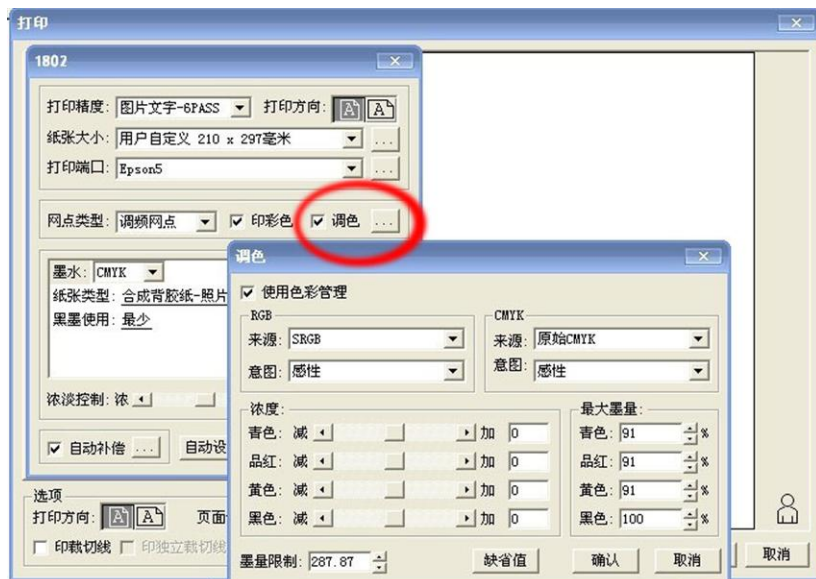 打印
1802
打印精度: 图片文字-6PASS 打印方向: A A
纸张大小: 用户自定义 210 x 297毫米 ...
打印端口: Epson5 ...
网点类型: 调频网点 印彩色 调色 ...
墨水: CMYK
纸张类型: 合成背胶纸-照片
黑墨使用: 最少
浓淡控制: 浓
自动补偿 ... 自动设
选项
打印方向: A A 页面
印裁切线 印独立裁切线
取消
调色
使用色彩管理
RGB
来源: SRGB
意图: 感性
CMYK
来源: 原始CMYK
意图: 感性
浓度:
青色: 减 加 0
品红: 减 加 0
黄色: 减 加 0
黑色: 减 加 0
最大墨量:
青色: 91 %
品红: 91 %
黄色: 91 %
黑色: 100 %
墨量限制: 287.87 缺省值 确认 取消